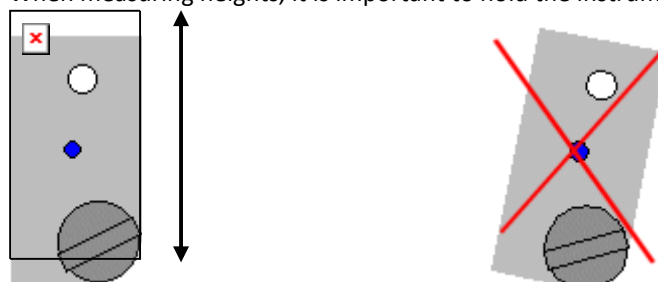 When measuring heights, it is important to hold the